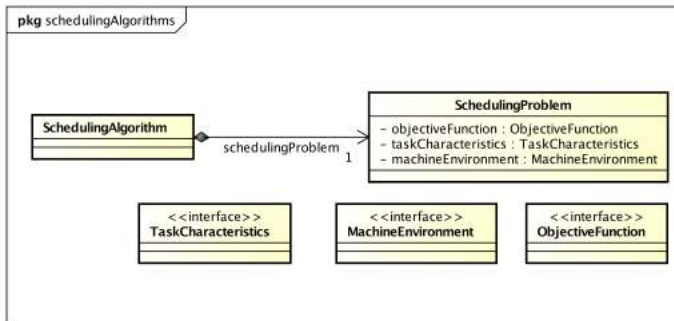 pkg schedulingAlgorithms
SchedulingAlgorithm
schedulingProblem
1
SchedulingProblem
- objectiveFunction : ObjectiveFunction
- taskCharacteristics : TaskCharacteristics
- machineEnvironment : MachineEnvironment
<<interface>>
TaskCharacteristics
<<interface>>
MachineEnvironment
<<interface>>
ObjectiveFunction